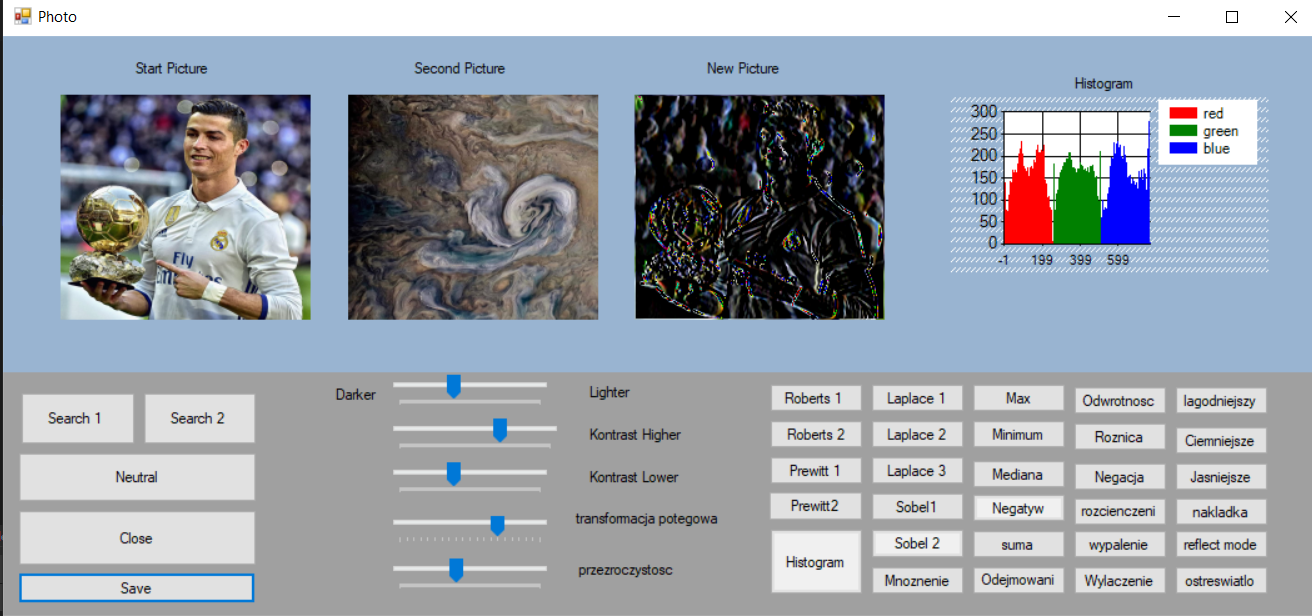 Photo
Start Picture
Second Picture
New Picture
Histogram
300
250
200
150
100
50
0
-1 199 399 599
red
green
blue
Fly
Emirates
Search 1
Search 2
Neutral
Close
Save
Darker
Lighter
Kontrast Higher
Kontrast Lower
transformacja potegowa
przezroczystosc
Roberts 1
Laplace 1
Max
Odwrotnosc
lagodniejszy
Roberts 2
Laplace 2
Minimum
Roznica
Ciemniejsze
Prewitt 1
Laplace 3
Mediana
Negacja
Jasniejsze
Prewitt2
Sobel1
Negatyw
rozcienczeni
nakladka
Histogram
Sobel 2
suma
wypalenie
reflect mode
Mnoznenie
Odejmowani
Wylaczenie
ostreswiatlo